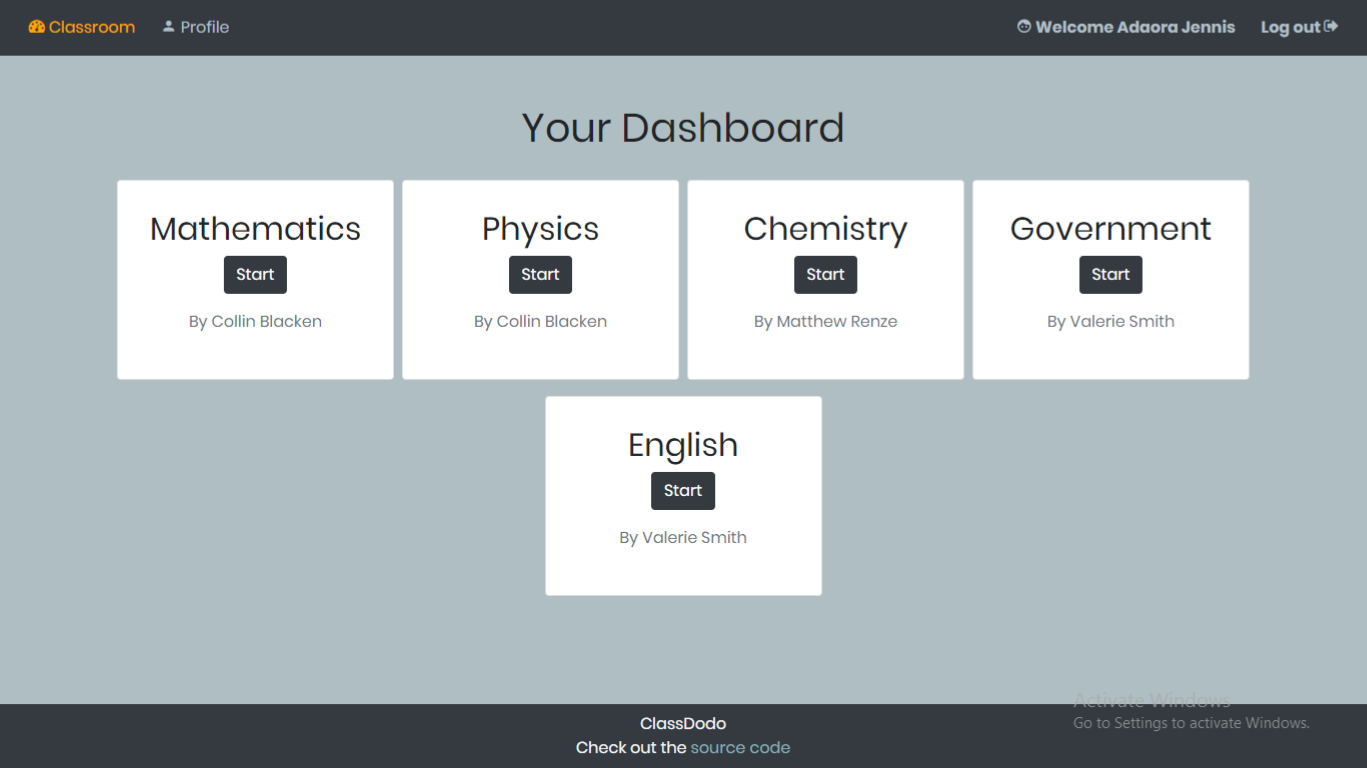 Classroom Profile Welcome Adaora Jennis Log out
Your Dashboard
Mathematics Physics Chemistry Government
Start Start Start Start
By Collin Blacken By Collin Blacken By Matthew Renze By Valerie Smith
English
Start
By Valerie Smith
Activate Windows
Go to Settings to activate Windows.
ClassDodo
Check out the source code